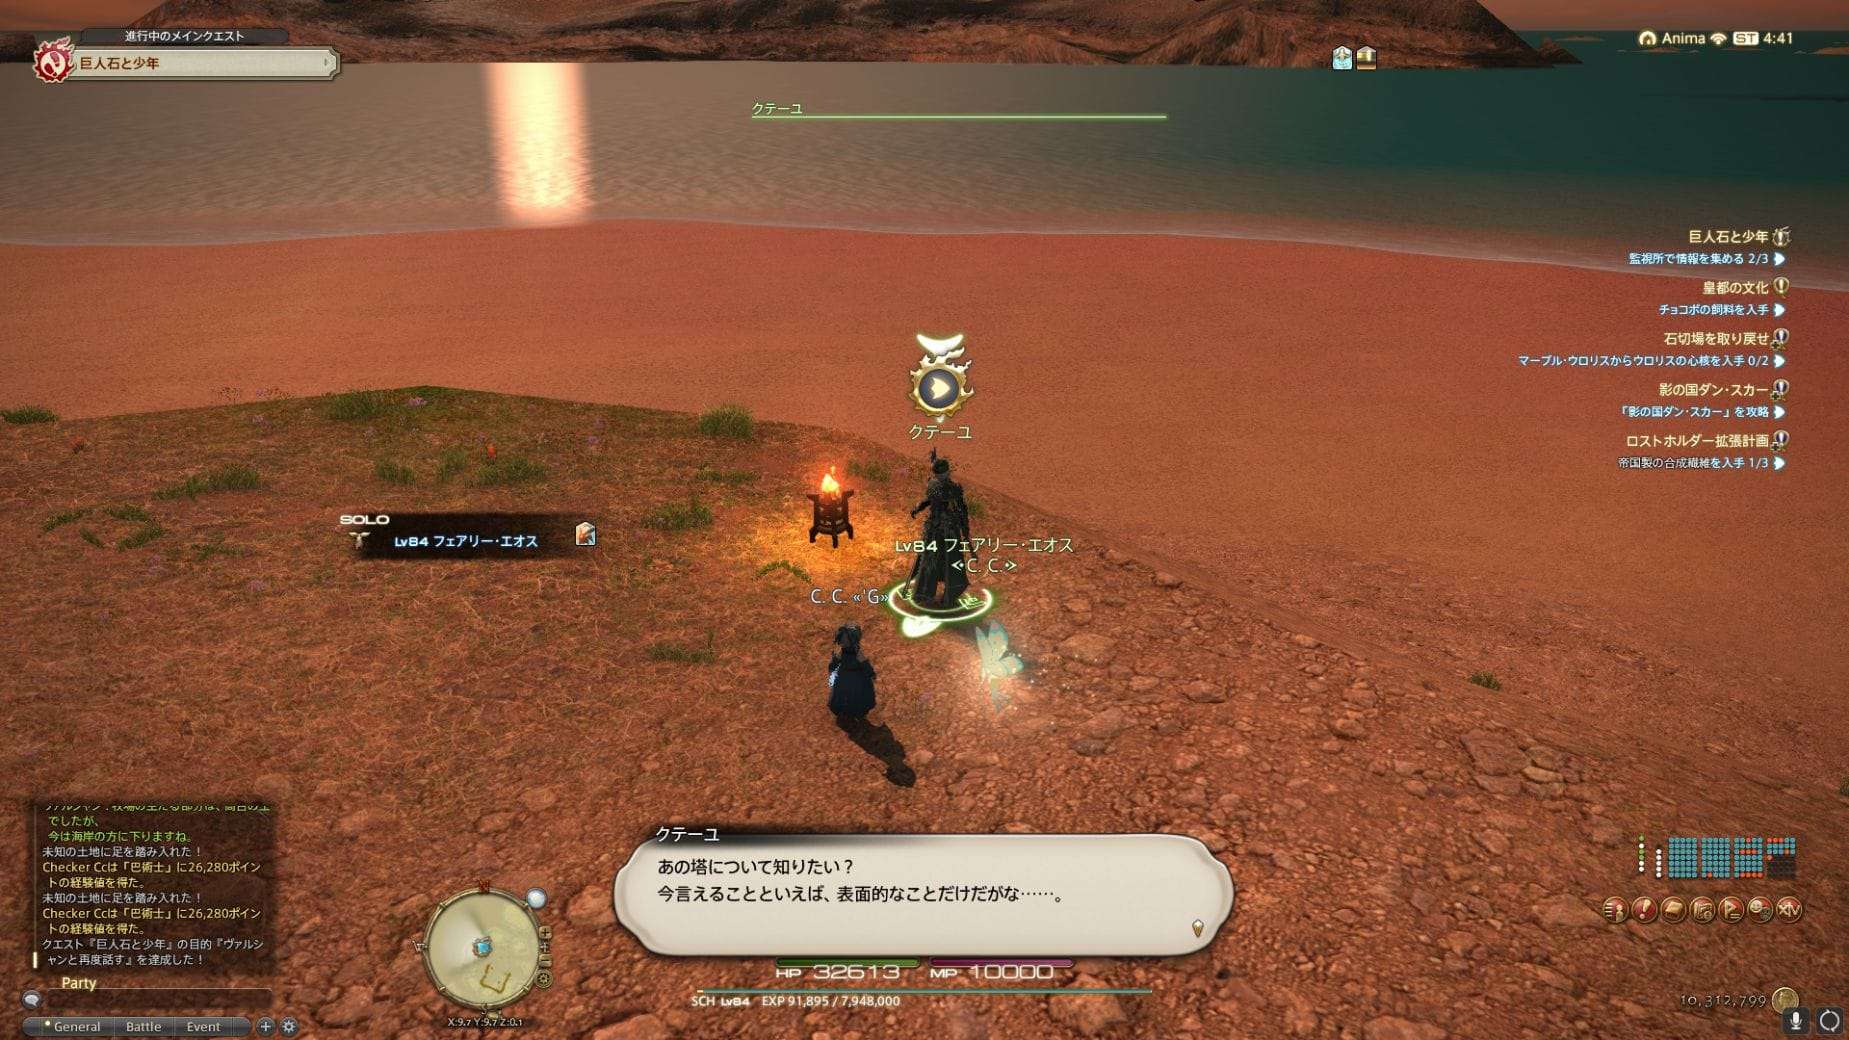 進行中のメインクエスト
巨人石と少年
Anima ST 4:41
クテーユ
巨人石と少年
監視所で情報を集める 2/3
皇都の文化
チョコボの飼料を入手
石切場を取り戻せ
マーブル・ウロリスからウロリスの心核を入手 0/2
影の国ダン・スカー
「影の国ダン・スカー」を攻略
ロストホルダー拡張計画
帝国製の合成繊維を入手 1/3
クテーユ
SOLO
Lv84 フェアリー・エオス
Lv84 フェアリー・エオス
<C. C.>
C. C. «'G»
でしたが、
今は海岸の方に下りますね。
未知の土地に足を踏み入れた！
Checker Ccは「巴術士」に26,280ポイン
トの経験値を得た。
未知の土地に足を踏み入れた！
Checker Ccは「巴術士」に26,280ポイン
トの経験値を得た。
クエスト『巨人石と少年』の目的『ヴァルシ
ャンと再度話す』を達成した！
Party
General Battle Event
N
X:9.7 Y:9.7 Z:0.1
クテーユ
あの塔について知りたい？
今言えることといえば、表面的なことだけだがな……。
HP 32613 MP 10000
SCH Lv84 EXP 91,895 / 7,948,000
XIV
10,312,799